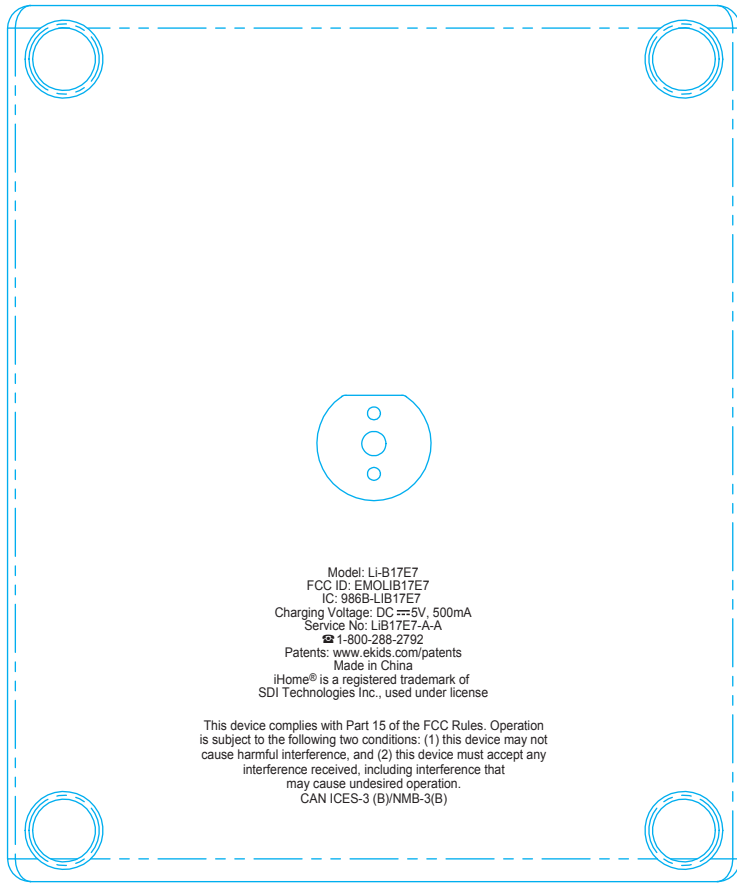 Model: Li-B17E7
FCC ID: EMOLIB17E7
IC: 986B-LIB17E7
Charging Voltage: DC ⎓5V, 500mA
Service No: LiB17E7-A-A
☎1-800-288-2792
Patents: www.ekids.com/patents
Made in China
iHome® is a registered trademark of
SDI Technologies Inc., used under license
This device complies with Part 15 of the FCC Rules. Operation
is subject to the following two conditions: (1) this device may not
cause harmful interference, and (2) this device must accept any
interference received, including interference that
may cause undesired operation.
CAN ICES-3 (B)/NMB-3(B)